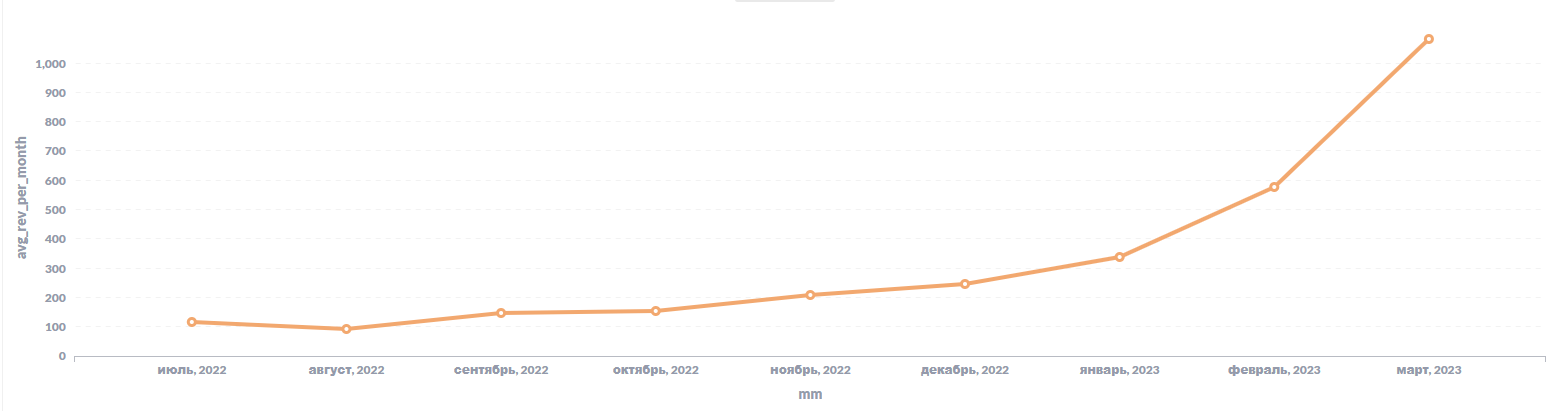 1,000
900
800
700
600
500
400
300
200
100
0
avg_rev_per_month
июль, 2022
август, 2022
сентябрь, 2022
октябрь, 2022
ноябрь, 2022
декабрь, 2022
январь, 2023
февраль, 2023
март, 2023
mm